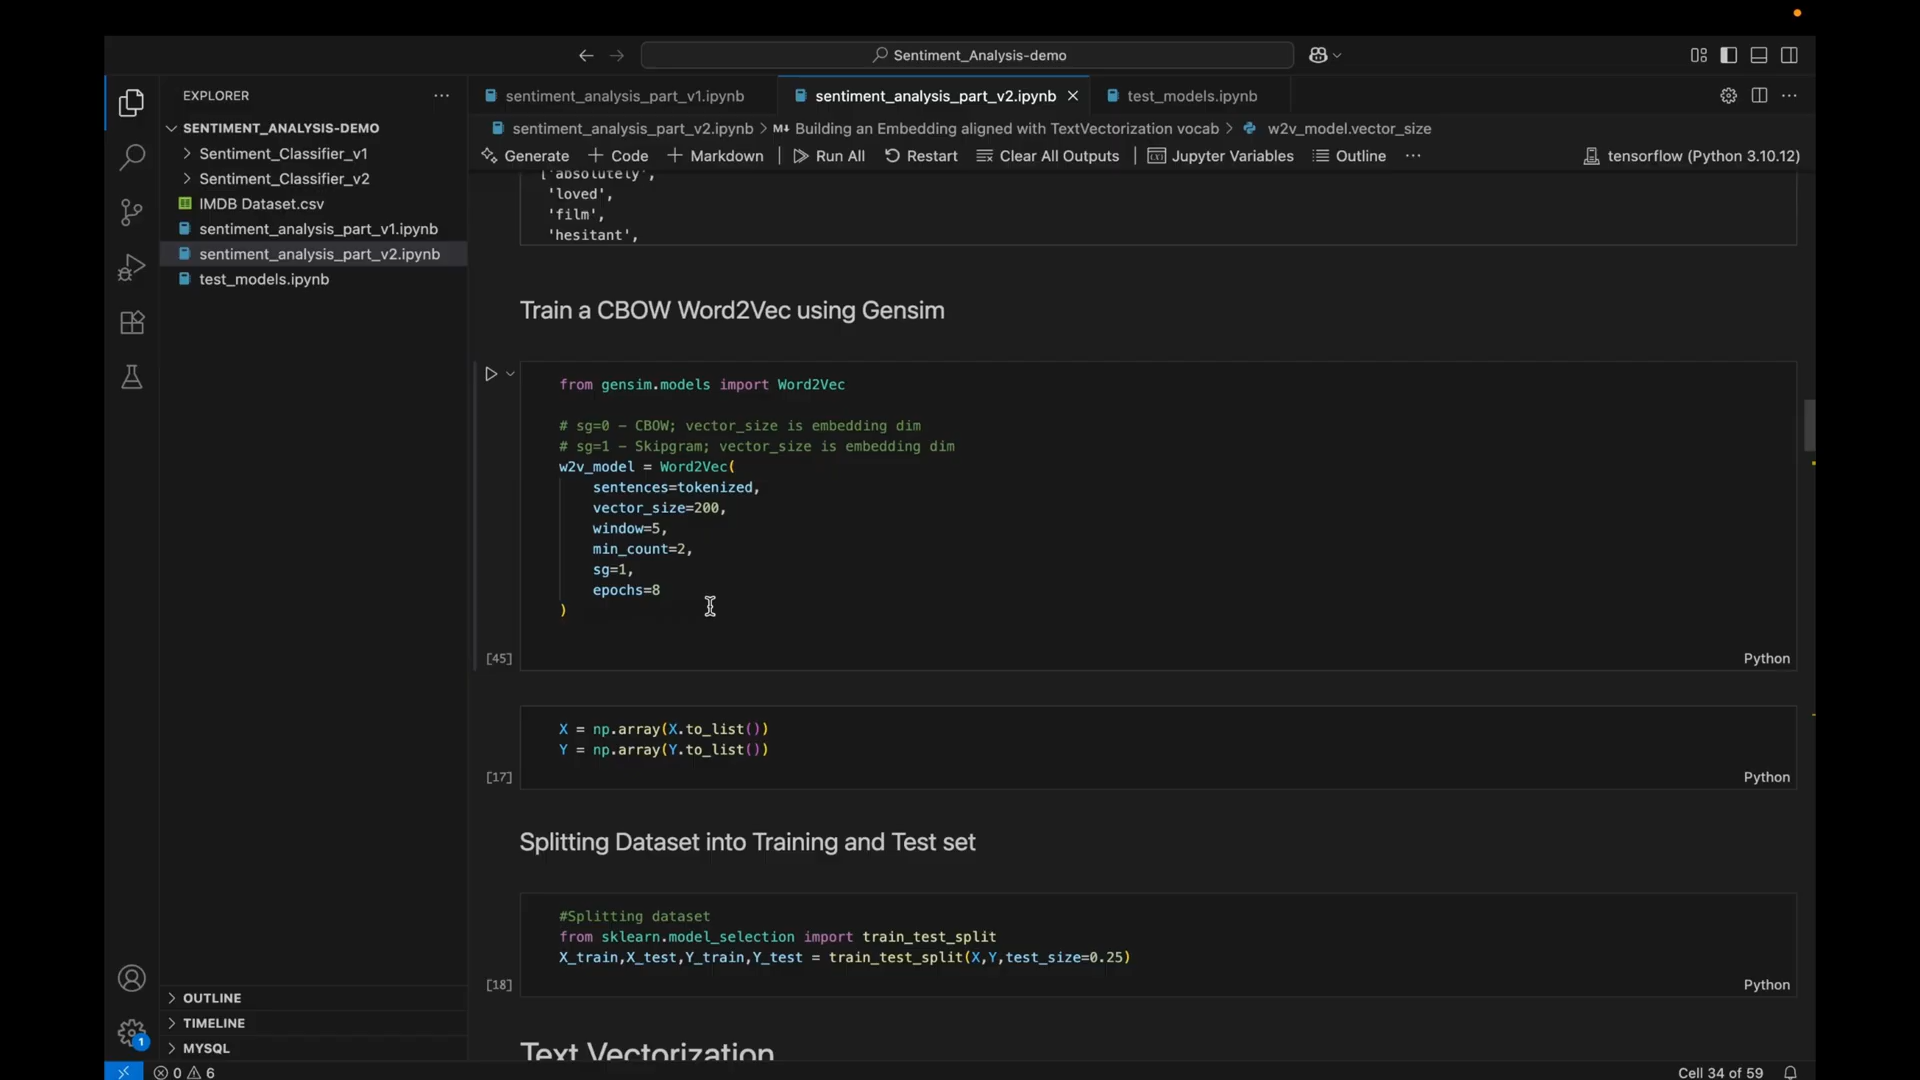 Sentiment_Analysis-demo
EXPLORER
SENTIMENT_ANALYSIS-DEMO
Sentiment_Classifier_v1
Sentiment_Classifier_v2
IMDB Dataset.csv
sentiment_analysis_part_v1.ipynb
sentiment_analysis_part_v2.ipynb
test_models.ipynb
OUTLINE
TIMELINE
MYSQL
1
sentiment_analysis_part_v1.ipynb
sentiment_analysis_part_v2.ipynb
test_models.ipynb
sentiment_analysis_part_v2.ipynb > M↓ Building an Embedding aligned with TextVectorization vocab > w2v_model.vector_size
Generate + Code + Markdown | Run All Restart Clear All Outputs | Jupyter Variables Outline ··· tensorflow (Python 3.10.12)
['absolutely',
'loved',
'film',
'hesitant',
Train a CBOW Word2Vec using Gensim
from gensim.models import Word2Vec
# sg=0 – CBOW; vector_size is embedding dim
# sg=1 – Skipgram; vector_size is embedding dim
w2v_model = Word2Vec(
sentences=tokenized,
vector_size=200,
window=5,
min_count=2,
sg=1,
epochs=8
)
[45] Python
X = np.array(X.to_list())
Y = np.array(Y.to_list())
[17] Python
Splitting Dataset into Training and Test set
#Splitting dataset
from sklearn.model_selection import train_test_split
X_train,X_test,Y_train,Y_test = train_test_split(X,Y,test_size=0.25)
[18] Python
Text Vectorization
0 6 Cell 34 of 59